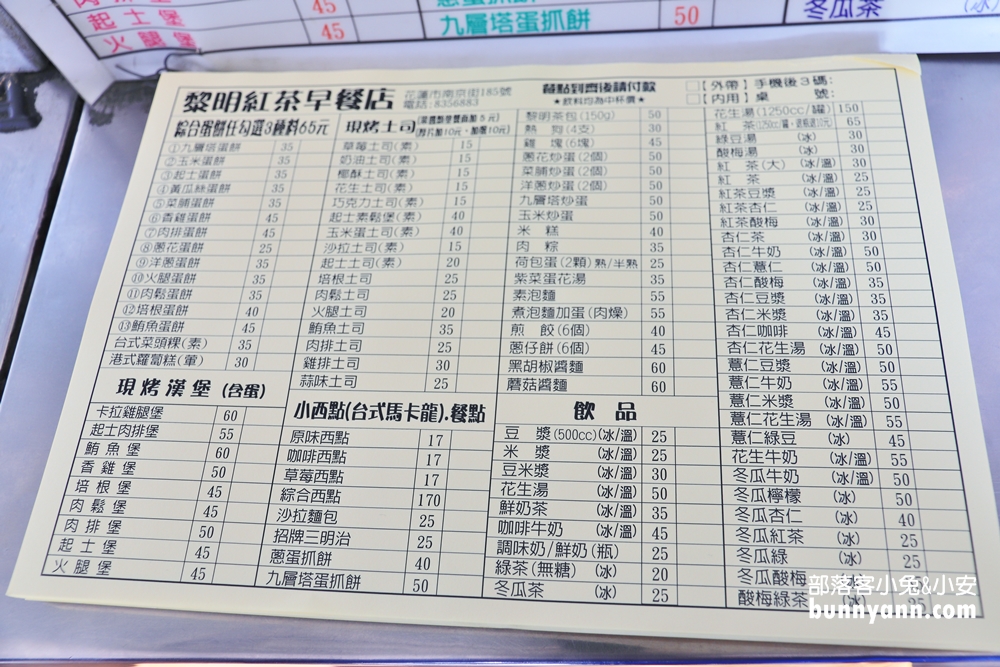 肉排堡
起士堡 45
火腿堡 45
蔥蛋抓餅
九層塔蛋抓餅 50
冬瓜茶
黎明紅茶早餐店
花蓮市南京街185號
電話:8356883
餐點到齊後請付款
★飲料均為中杯價★
□【外帶】手機後3碼:
□【內用】桌 號:
綜合蛋餅任勾選3種料65元
①九層塔蛋餅 35
②玉米蛋餅 35
③起士蛋餅 35
④黃瓜絲蛋餅 35
⑤菜脯蛋餅 35
⑥香雞蛋餅 45
⑦肉排蛋餅 45
⑧蔥花蛋餅 25
⑨洋蔥蛋餅 35
⑩火腿蛋餅 35
⑪肉鬆蛋餅 35
⑫培根蛋餅 40
⑬鮪魚蛋餅 45
台式菜頭粿(素) 35
港式蘿蔔糕(葷) 30
現烤漢堡 (含蛋)
卡拉雞腿堡 60
起士肉排堡 55
鮪魚堡 60
香雞堡 50
培根堡 45
肉鬆堡 45
肉排堡 50
起士堡 45
火腿堡 45
現烤土司
草莓土司(素) 15
奶油土司(素) 15
椰酥土司(素) 15
花生土司(素) 15
巧克力土司(素) 15
起士素鬆堡(素) 40
玉米蛋土司(素) 40
沙拉土司(素) 15
起士土司(素) 20
培根土司 25
肉鬆土司 25
火腿土司 20
鮪魚土司 35
肉排土司 25
雞排土司 30
蒜味土司 25
小西點(台式馬卡龍).餐點
原味西點 17
咖啡西點 17
草莓西點 17
綜合西點 170
沙拉麵包 25
招牌三明治 25
蔥蛋抓餅 40
九層塔蛋抓餅 50
黎明茶包(150g) 50
熱狗(4支) 30
雞塊(6塊) 45
蔥花炒蛋(2個) 50
菜脯炒蛋(2個) 50
洋蔥炒蛋(2個) 50
九層塔炒蛋 50
玉米炒蛋 50
米糕 40
肉粽 35
荷包蛋(2顆)熟/半熟 25
紫菜蛋花湯 35
素泡麵 55
煮泡麵加蛋(肉燥) 55
煎餃(6個) 40
蔥仔餅(6個) 45
黑胡椒醬麵 60
蘑菇醬麵 60
飲品
豆漿(500cc)(冰/溫) 25
米漿 (冰/溫) 25
豆米漿 (冰/溫) 30
花生湯 (冰/溫) 50
鮮奶茶 (冰/溫) 35
咖啡牛奶 (冰/溫) 45
調味奶/鮮奶(瓶) 25
綠茶(無糖) (冰) 20
冬瓜茶 (冰) 25
花生湯(1250cc/罐) 150
紅茶 65
綠豆湯 (冰) 30
酸梅湯 (冰) 30
紅茶(大) (冰/溫) 30
紅茶 (冰/溫) 25
紅茶豆漿 (冰/溫) 25
紅茶杏仁 (冰/溫) 25
紅茶酸梅 (冰/溫) 30
杏仁茶 (冰/溫) 30
杏仁牛奶 (冰/溫) 50
杏仁薏仁 (冰/溫) 50
杏仁酸梅 (冰/溫) 35
杏仁豆漿 (冰/溫) 35
杏仁米漿 (冰/溫) 35
杏仁咖啡 (冰/溫) 45
杏仁花生湯 (冰/溫) 50
薏仁豆漿 (冰/溫) 50
薏仁牛奶 (冰/溫) 55
薏仁米漿 (冰/溫) 50
薏仁花生湯 (冰/溫) 55
薏仁綠豆 (冰) 45
花生牛奶 (冰/溫) 55
冬瓜牛奶 (冰/溫) 50
冬瓜檸檬 (冰) 50
冬瓜杏仁 (冰) 40
冬瓜紅茶 (冰) 25
冬瓜綠 (冰) 25
冬瓜酸梅
酸梅綠茶 (冰) 25
部落客小兔&小安
bunnyann.com